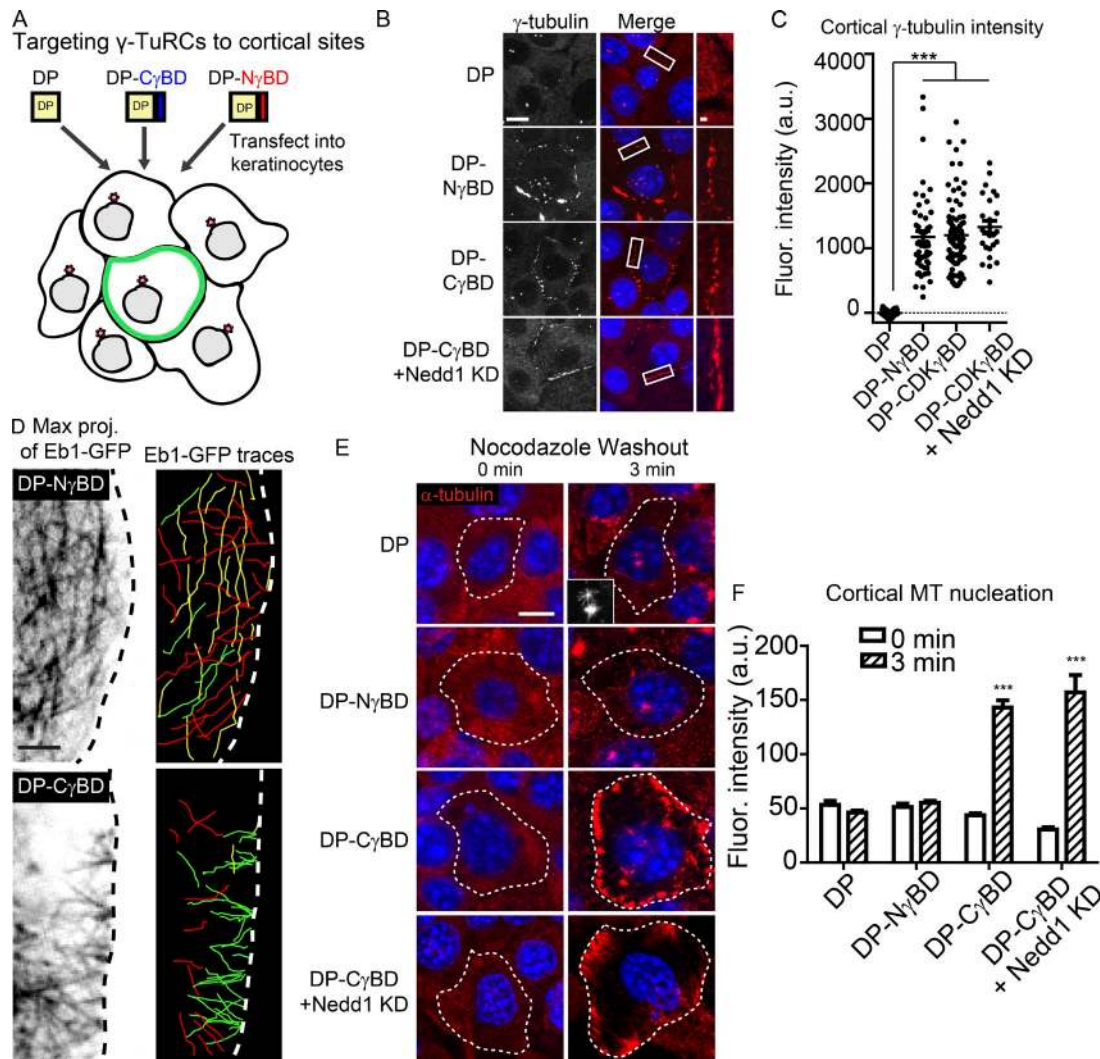 A
Targeting γ-TuRCs to cortical sites
DP DP-CγBD DP-NγBD
DP DP DP
Transfect into
keratinocytes
B
γ-tubulin Merge
DP
DP-
NγBD
DP-
CγBD
DP-CγBD
+Nedd1 KD
C
Cortical γ-tubulin intensity
***
Fluor. intensity (a.u.)
4000
3000
2000
1000
0
DP
DP-NγBD
DP-CDKγBD
DP-CDKγBD
+ Nedd1 KD
D Max proj.
of Eb1-GFP
Eb1-GFP traces
DP-NγBD
DP-CγBD
E
Nocodazole Washout
0 min 3 min
α-tubulin
DP
DP-NγBD
DP-CγBD
DP-CγBD
+Nedd1 KD
F
Cortical MT nucleation
0 min
3 min
Fluor. intensity (a.u.)
200
150
100
50
0
***
***
DP
DP-NγBD
DP-CγBD
DP-CγBD
+ Nedd1 KD